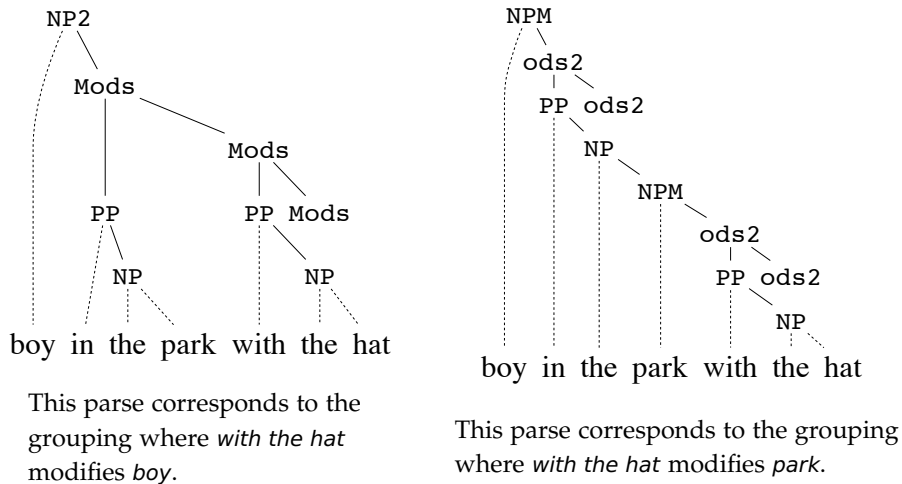 NP2
Mods
Mods
PP PP Mods
NP NP
boy in the park with the hat
This parse corresponds to the
grouping where with the hat
modifies boy.
NPM
ods2
PP ods2
NP
NPM
ods2
PP ods2
NP
boy in the park with the hat
This parse corresponds to the grouping
where with the hat modifies park.